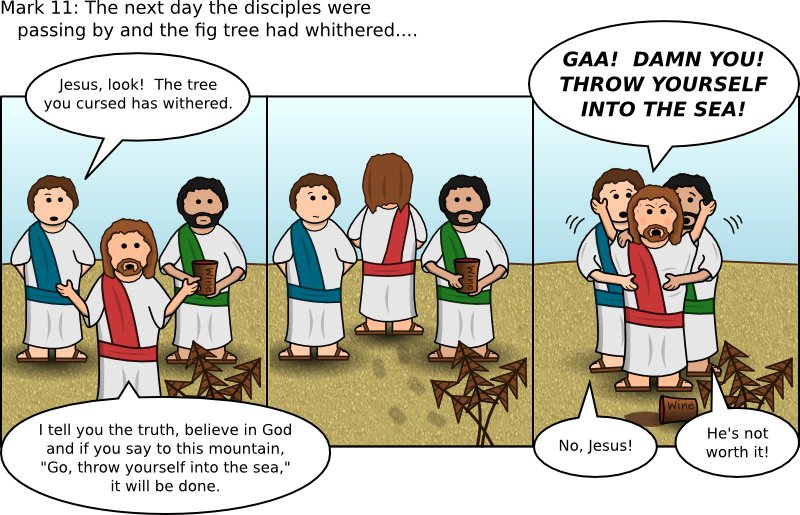 Mark 11: The next day the disciples were
passing by and the fig tree had whithered....
Jesus, look! The tree
you cursed has withered.
Wine
I tell you the truth, believe in God
and if you say to this mountain,
"Go, throw yourself into the sea,"
it will be done.
Wine
GAA! DAMN YOU!
THROW YOURSELF
INTO THE SEA!
Wine
No, Jesus!
He's not
worth it!